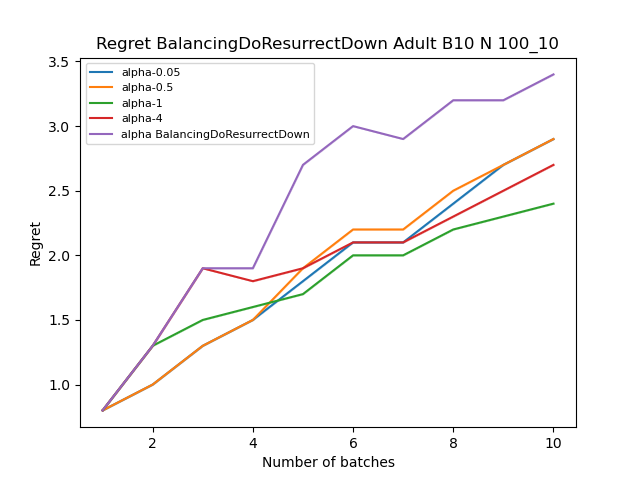 Regret BalancingDoResurrectDown Adult B10 N 100_10
3.5
3.0
2.5
2.0
1.5
1.0
Regret
alpha-0.05
alpha-0.5
alpha-1
alpha-4
alpha BalancingDoResurrectDown
2 4 6 8 10
Number of batches